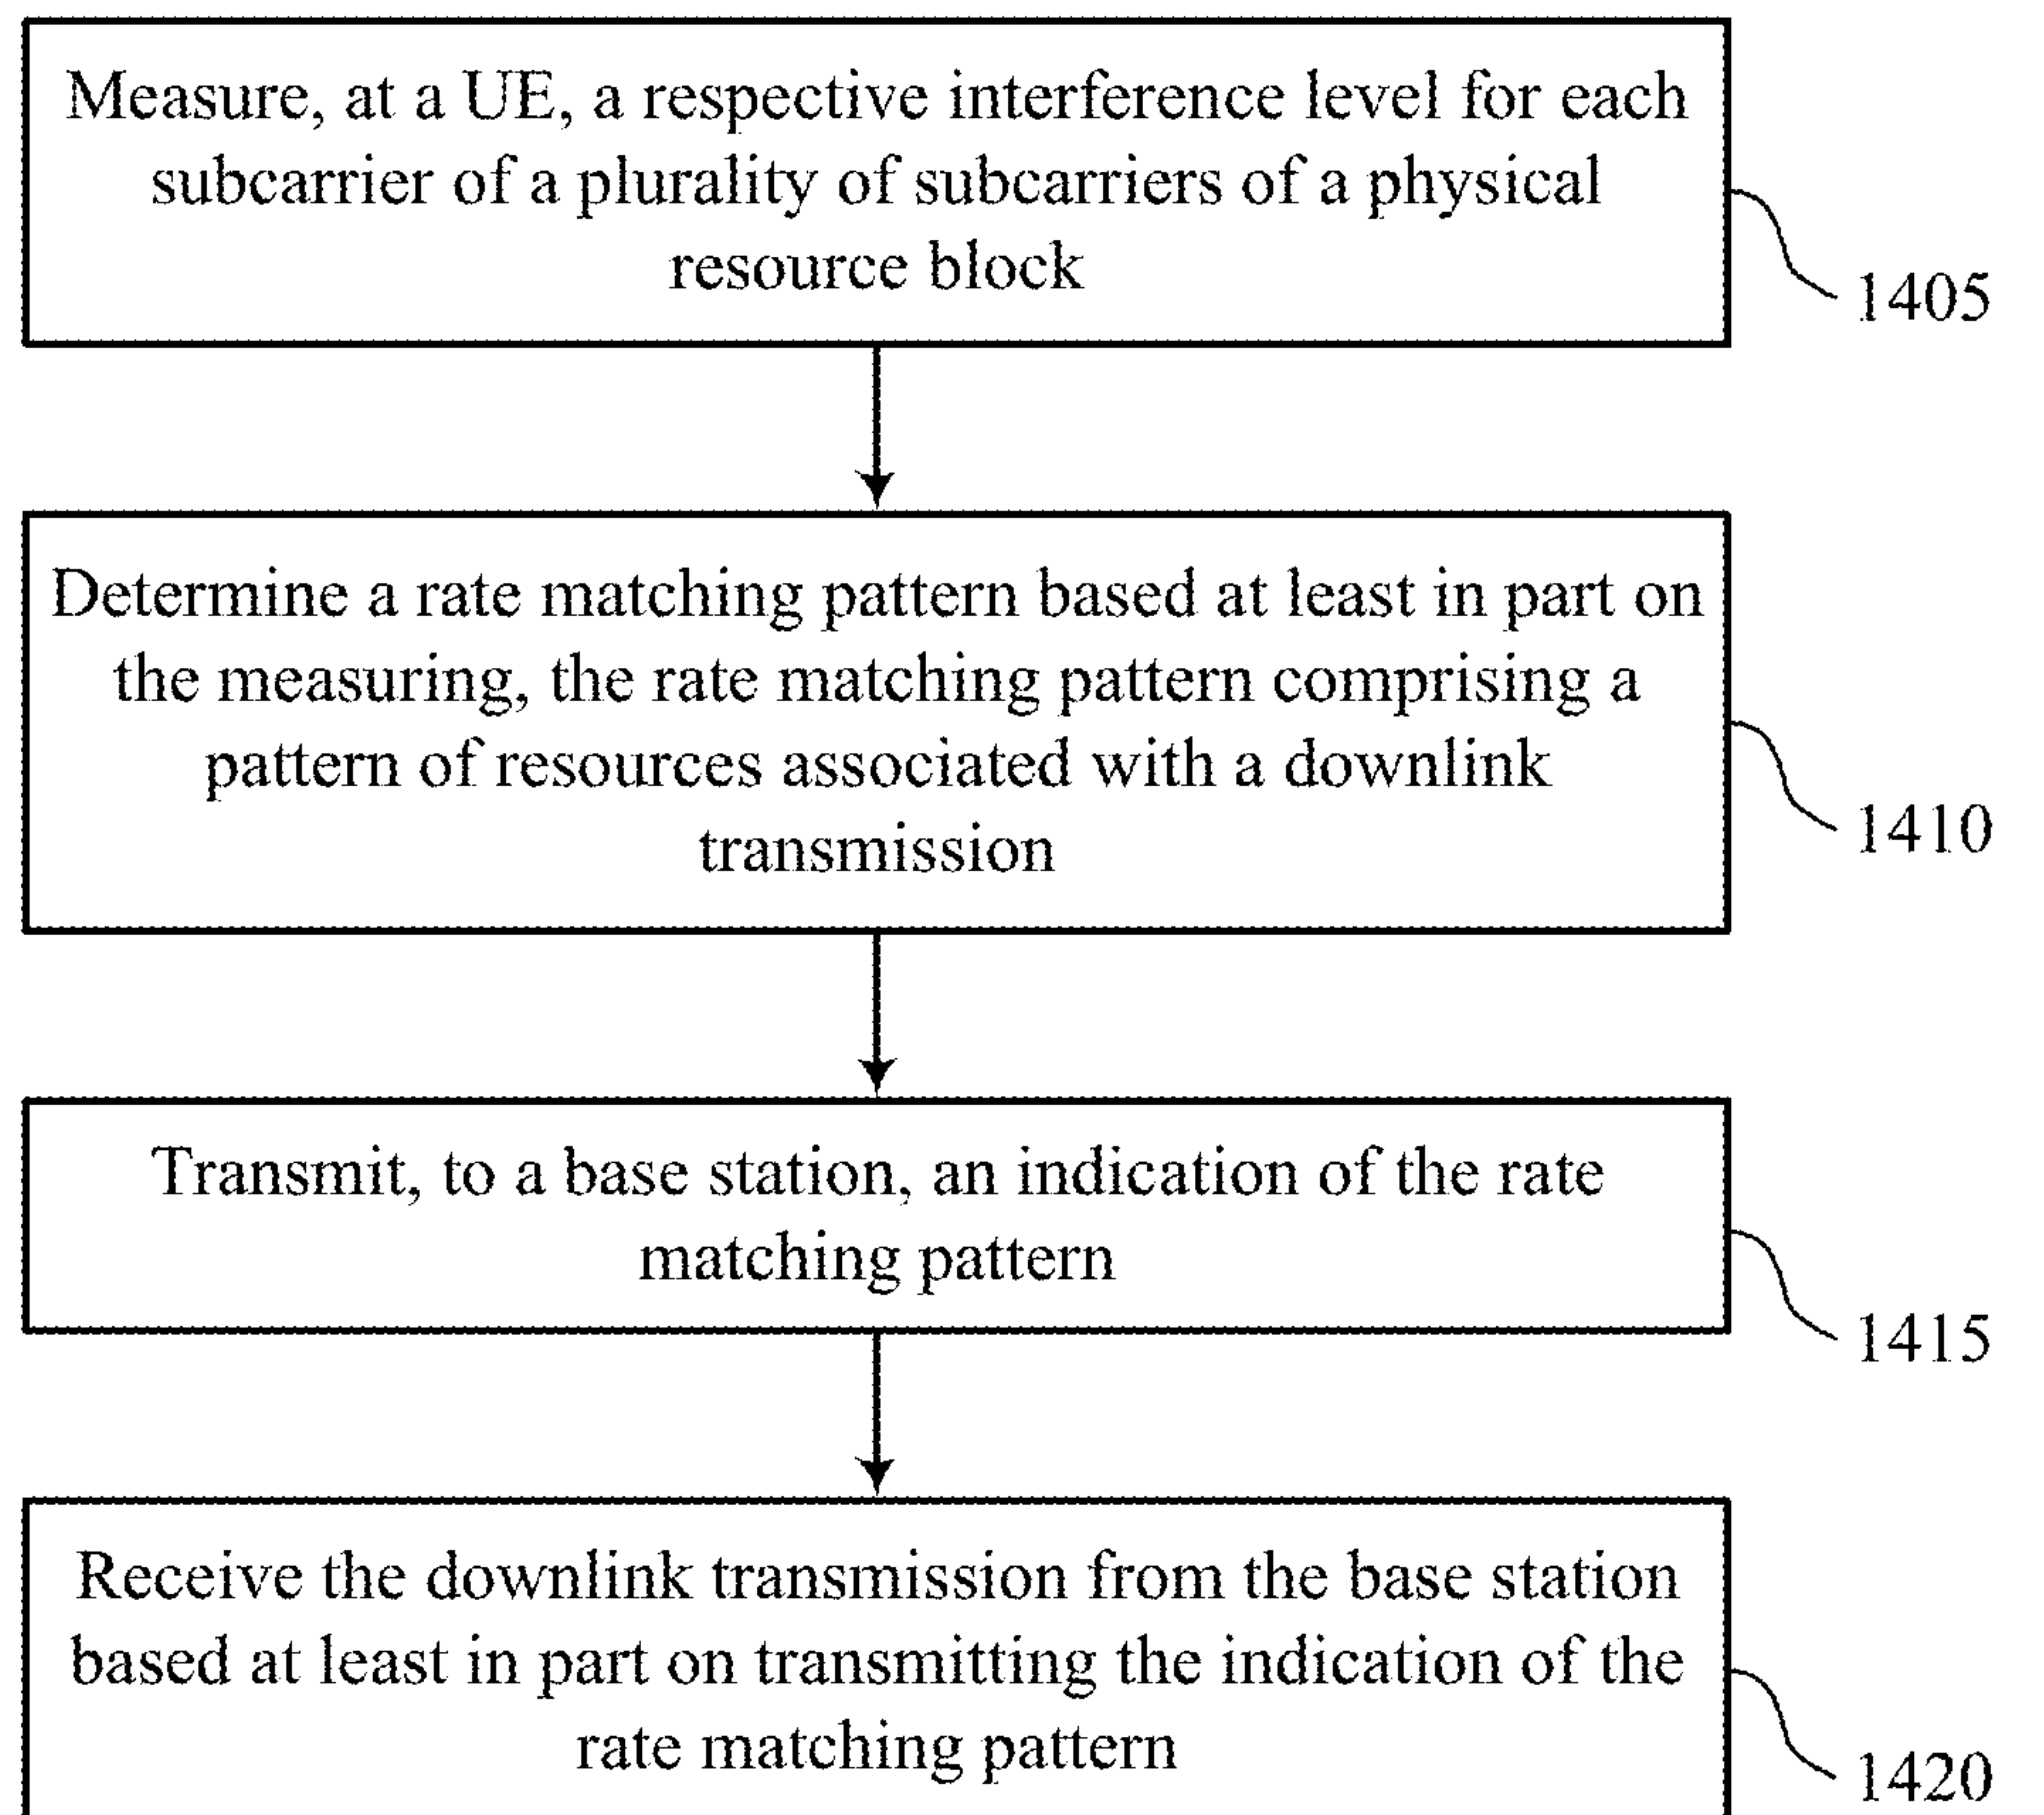 Measure, at a UE, a respective interference level for each
subcarrier of a plurality of subcarriers of a physical
resource block
1405
Determine a rate matching pattern based at least in part on
the measuring, the rate matching pattern comprising a
pattern of resources associated with a downlink
transmission
1410
Transmit, to a base station, an indication of the rate
matching pattern
1415
Receive the downlink transmission from the base station
based at least in part on transmitting the indication of the
rate matching pattern
1420